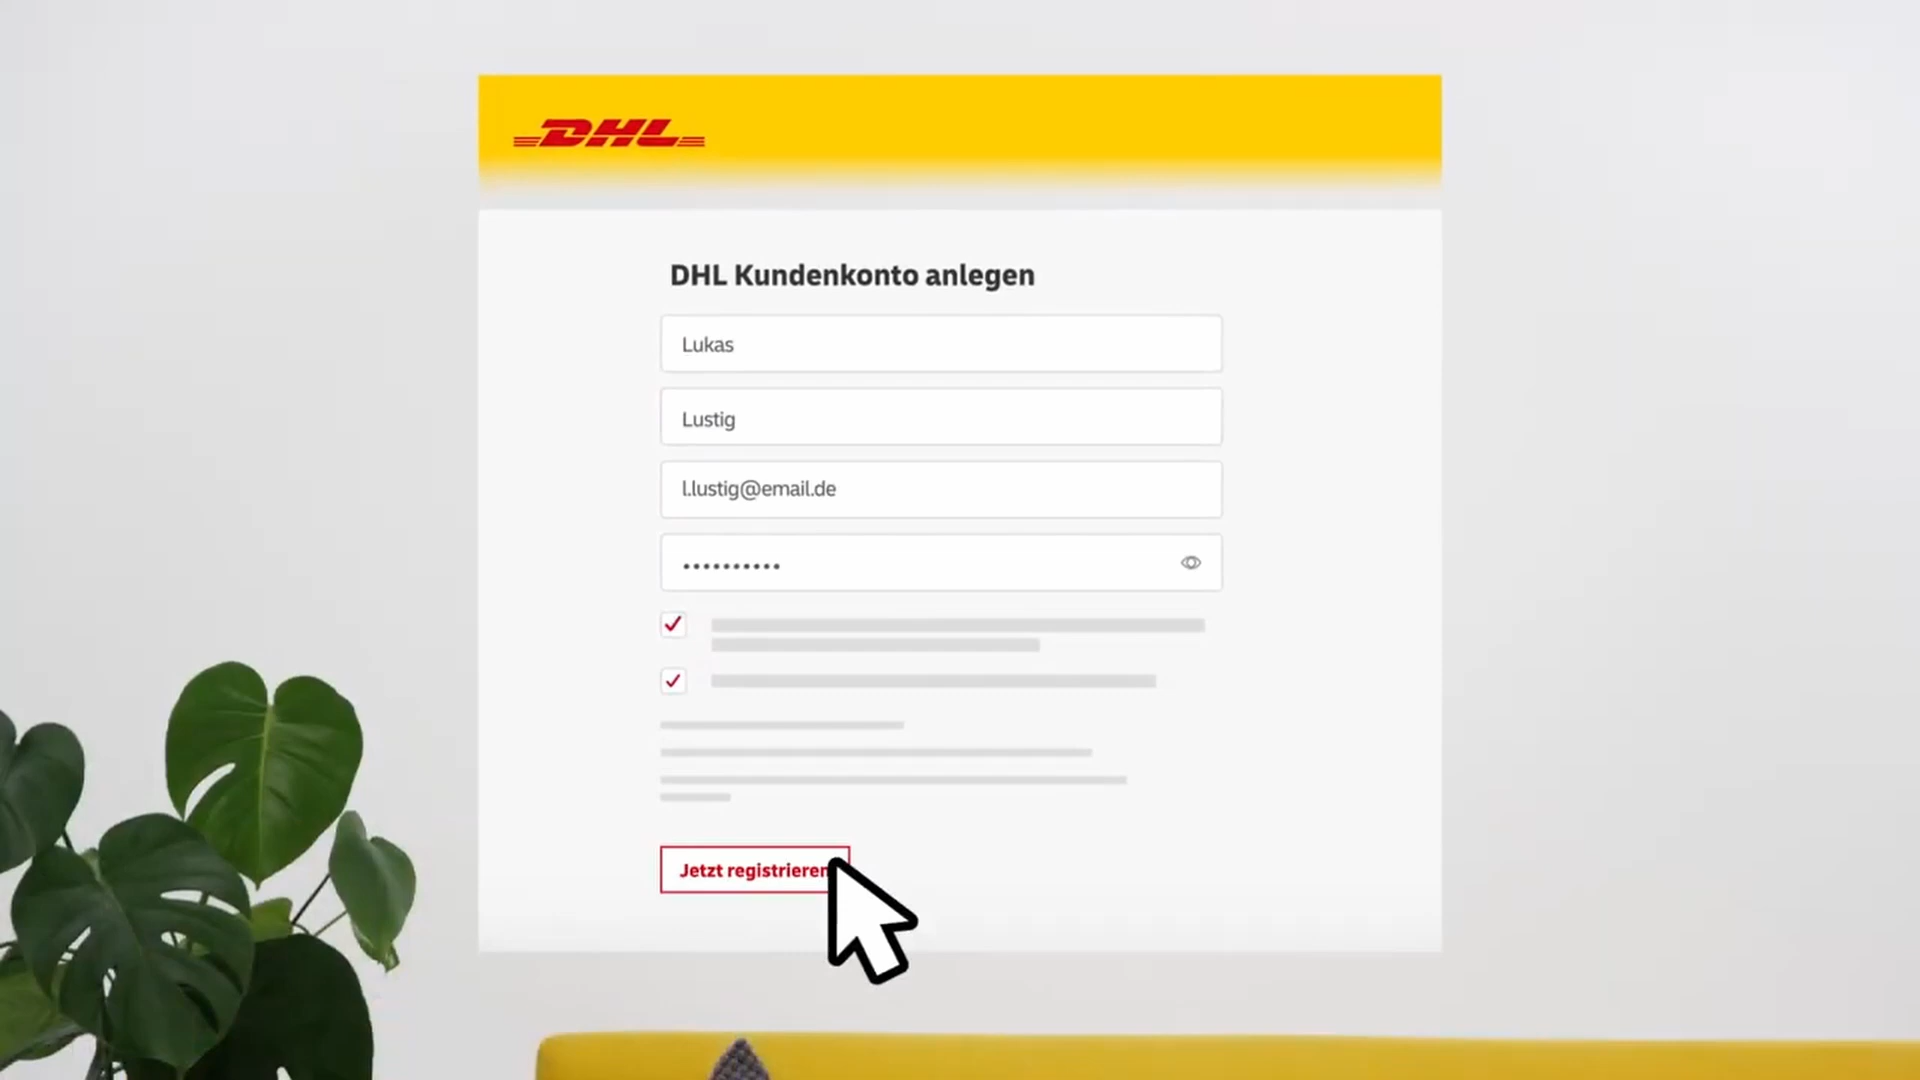 DHL
DHL Kundenkonto anlegen
Lukas
Lustig
l.lustig@email.de
••••••••••
Jetzt registrieren